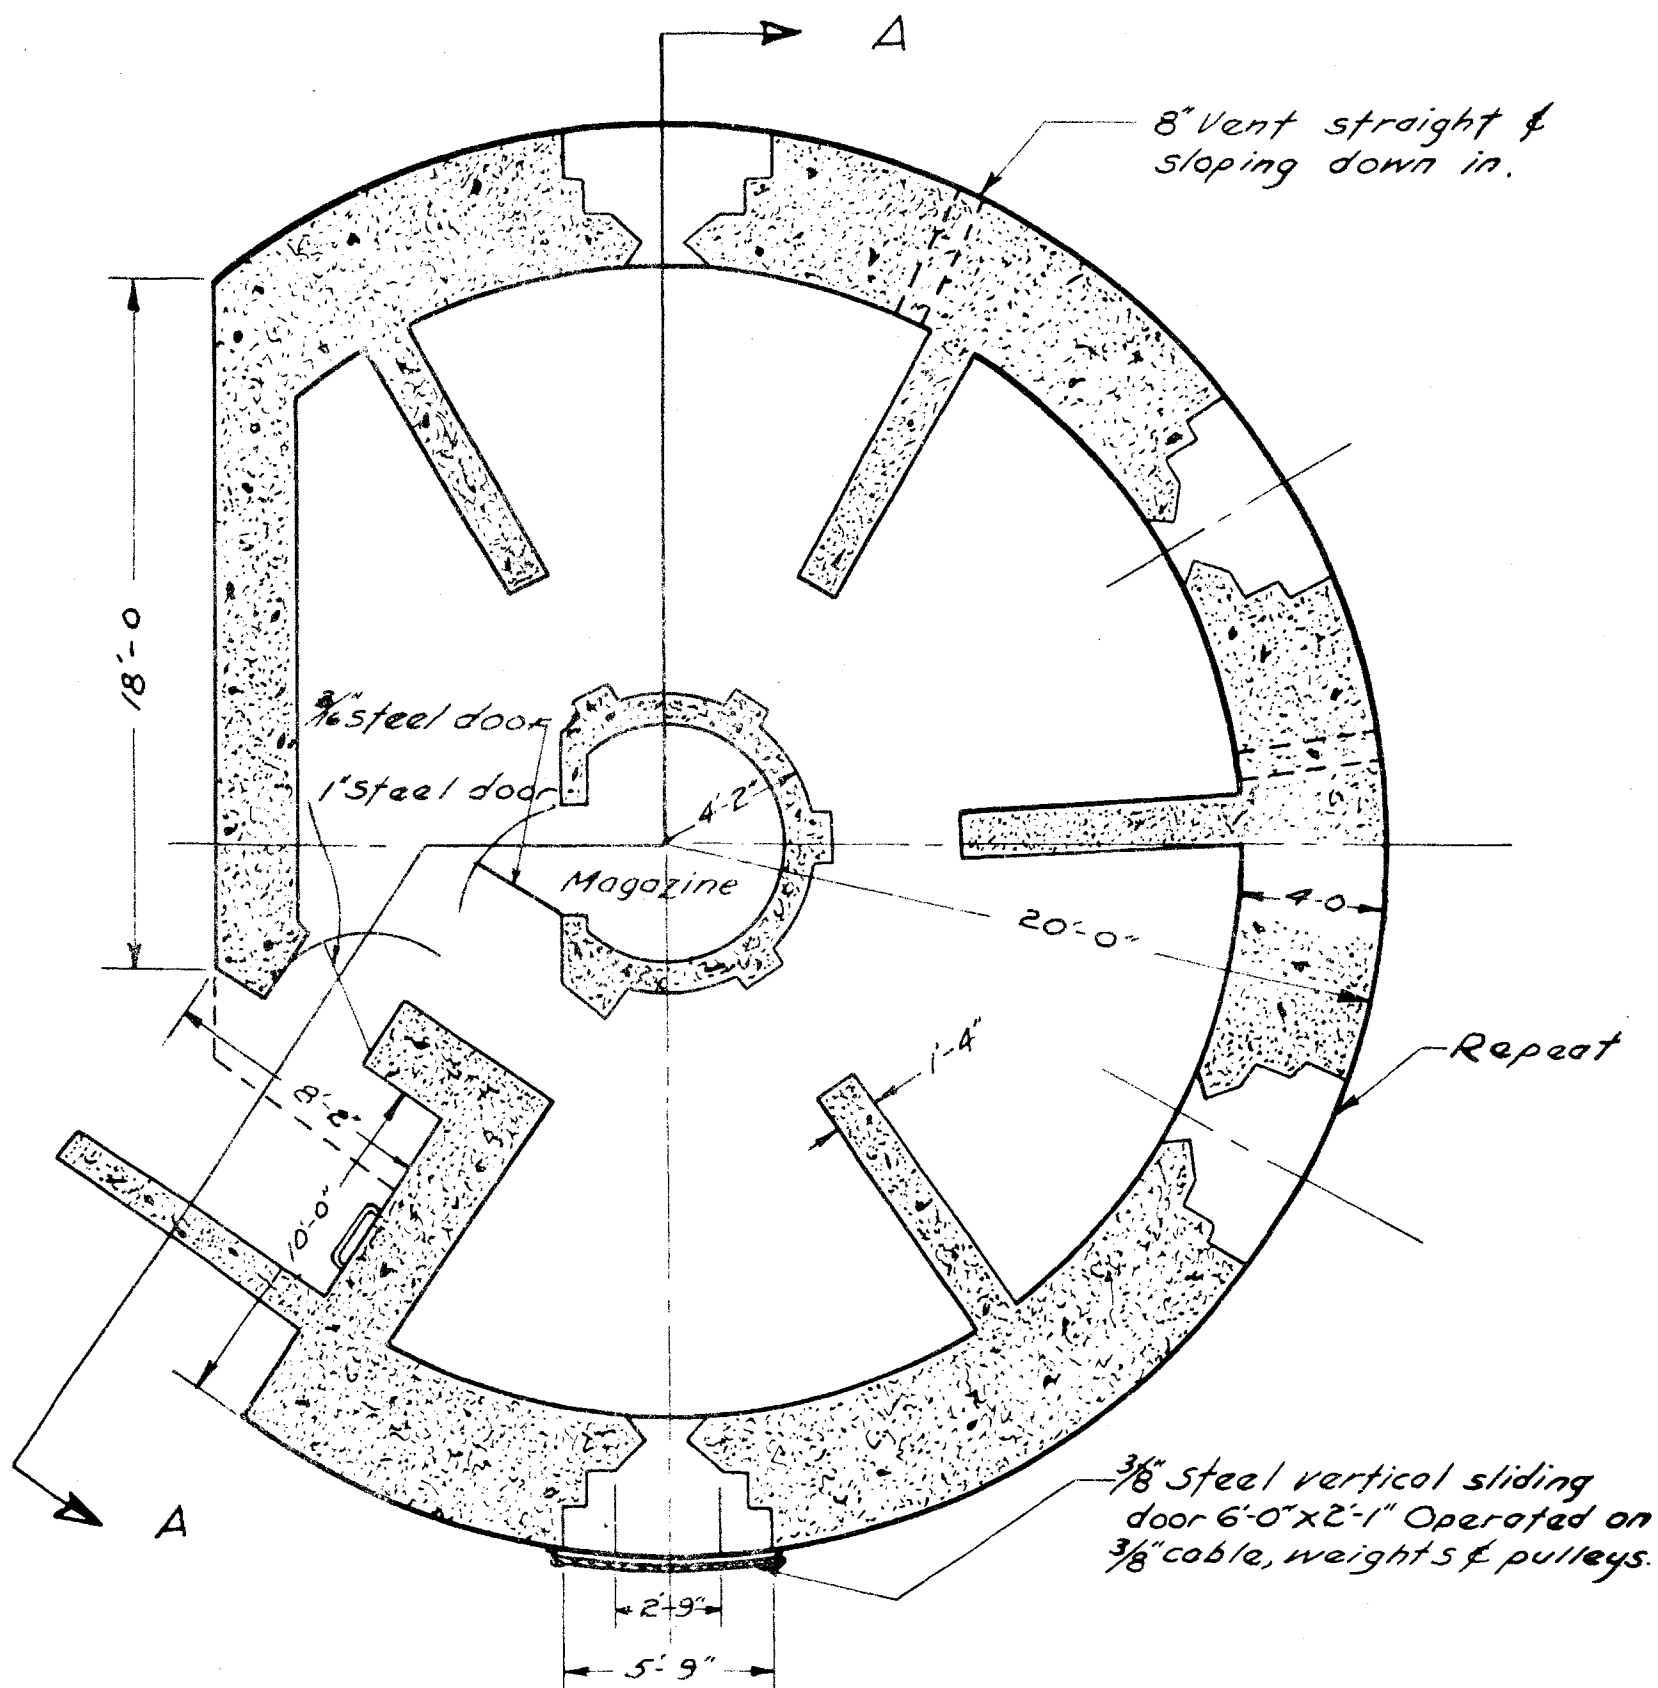 A
8" Vent straight &
sloping down in.
18'-0
3/16" steel door
1" Steel door
4'-2"
Magazine
20'-0"
4-0
1'-4"
Repeat
8'-2"
10'-0"
A
3/8" Steel vertical sliding
door 6'-0" x 2'-1" Operated on
3/8" cable, weights & pulleys.
2'-9"
5'-9"